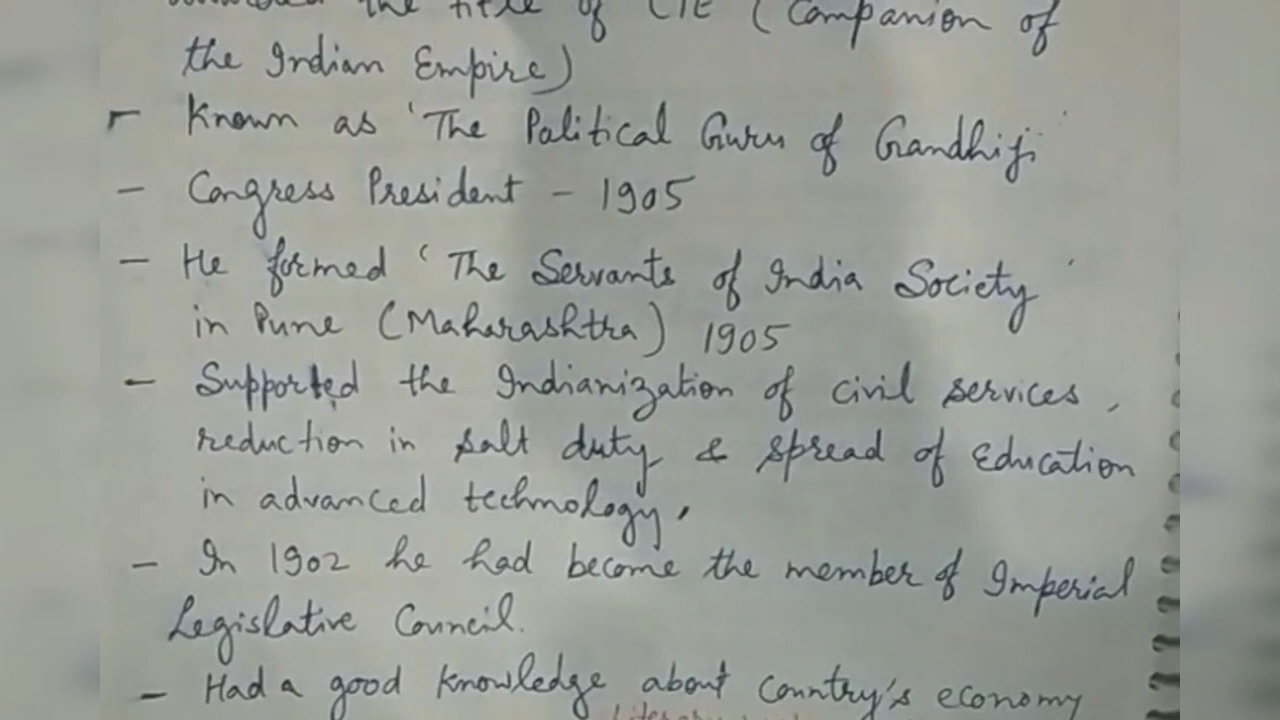 the title of CIE (Companion of
the Indian Empire)
- Known as 'The Political Guru of Gandhiji'
- Congress President - 1905
- He formed 'The Servants of India Society'
in Pune (Maharashtra) 1905
- Supported the Indianization of civil services,
reduction in salt duty & spread of Education
in advanced technology.
- In 1902 he had become the member of Imperial
Legislative Council.
- Had a good knowledge about country's economy